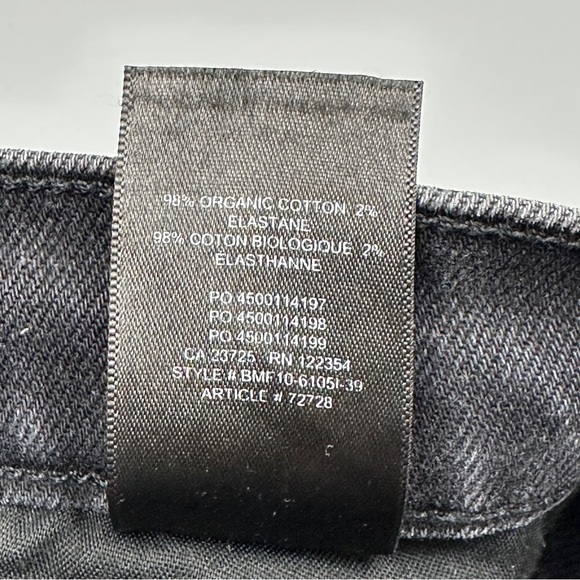 98% ORGANIC COTTON 2%
ELASTANE
98% COTON BIOLOGIQUE 2%
ELASTHANNE
PO 4500114197
PO 4500114198
PO 4500114199
CA 23725 RN 122354
STYLE # BMF10-6105I-39
ARTICLE # 72728